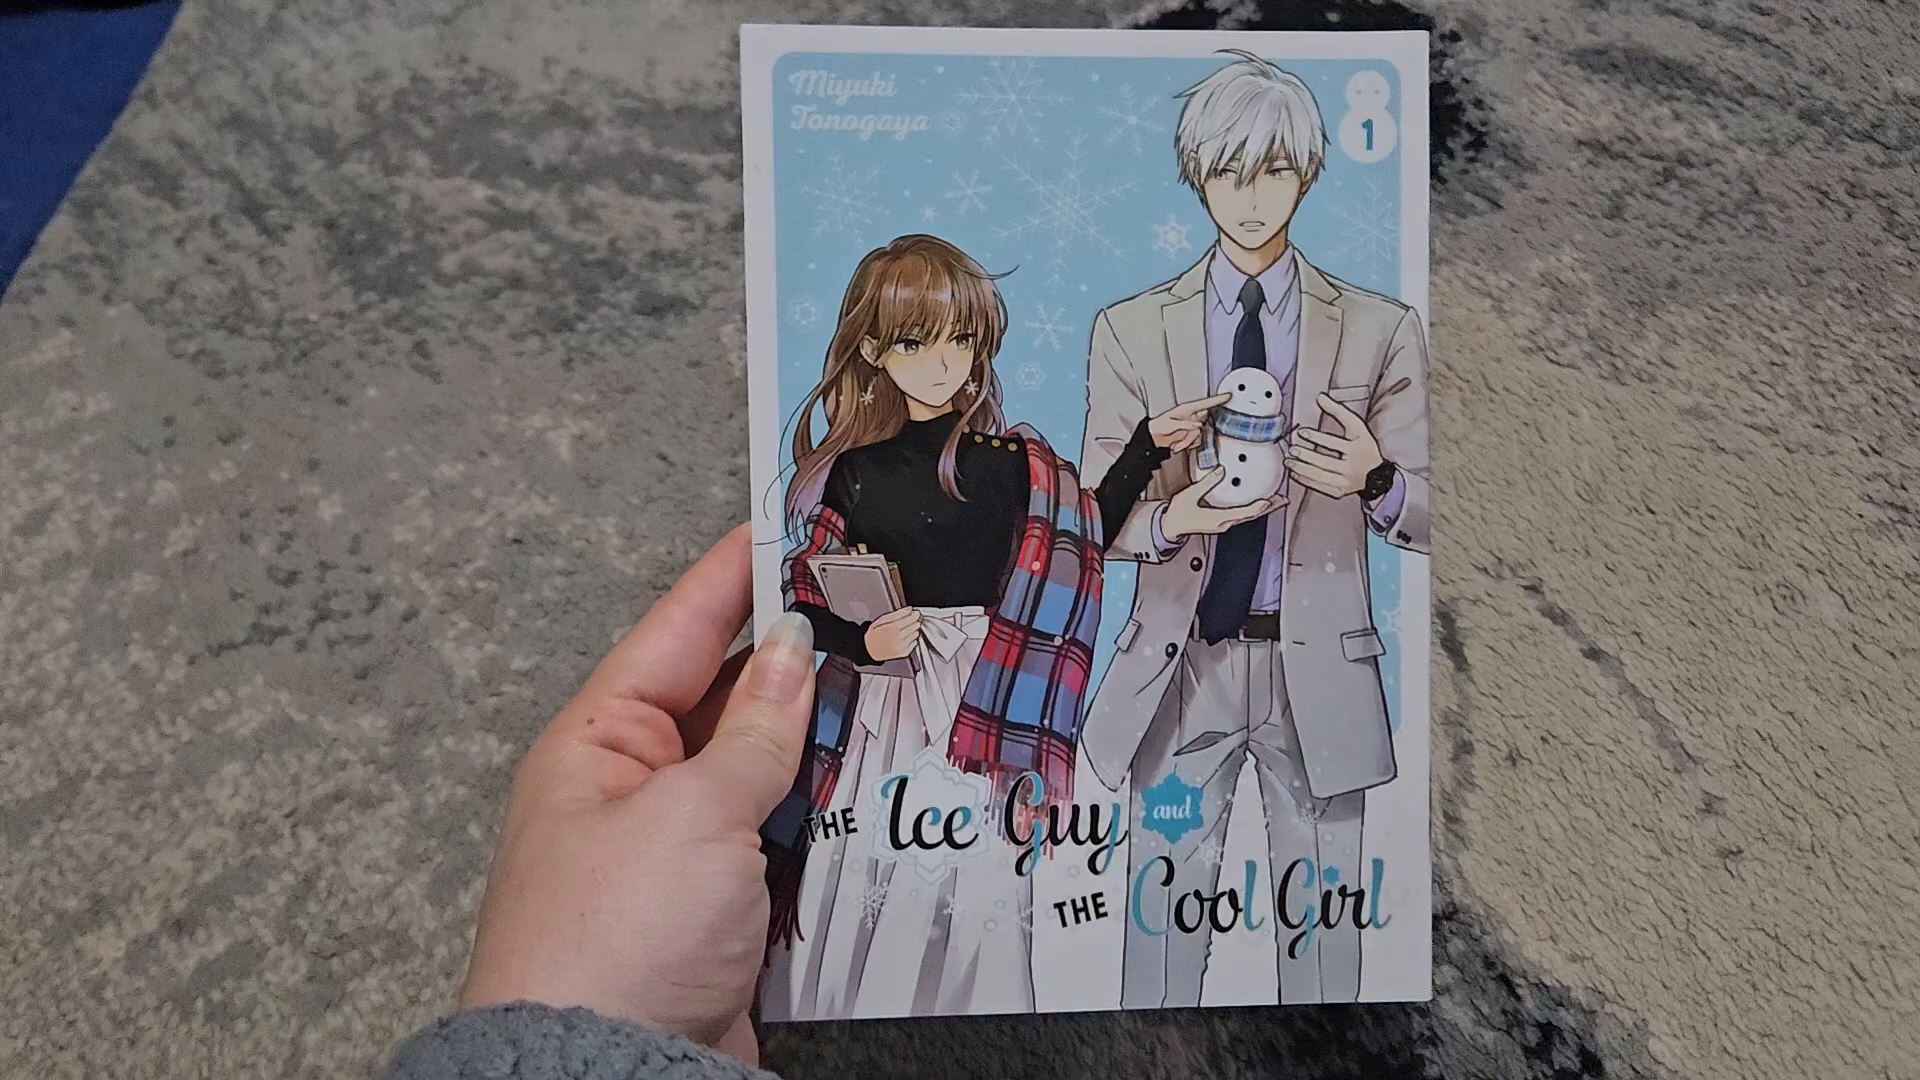 Miyuki
Tonogaya
1
THE Ice Guy and
THE Cool Girl